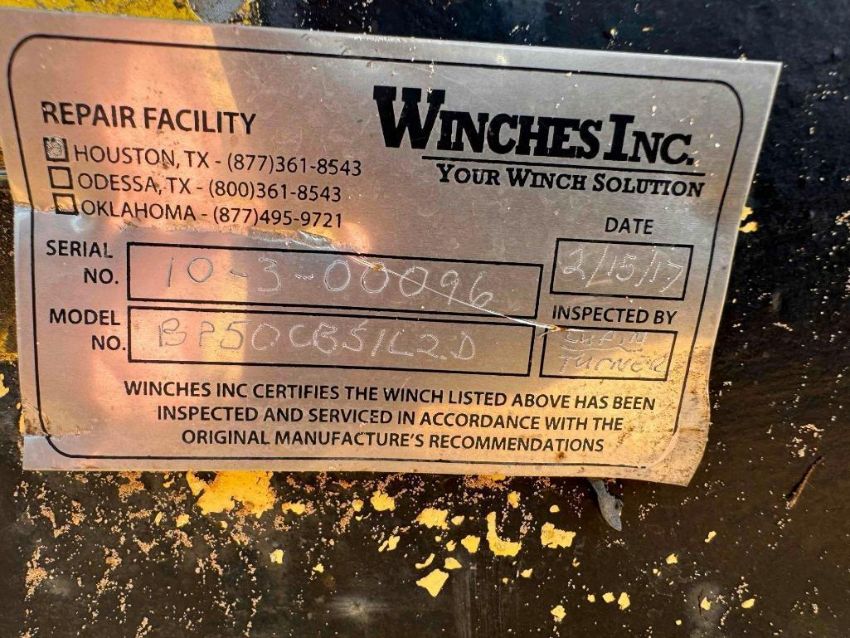 WINCHES INC.
YOUR WINCH SOLUTION
REPAIR FACILITY
HOUSTON, TX - (877)361-8543
ODESSA, TX - (800)361-8543
OKLAHOMA - (877)495-9721
DATE
2/15/17
SERIAL NO.
10-3-00096
INSPECTED BY
TURNER
MODEL NO.
BP50CBS1L2D
WINCHES INC CERTIFIES THE WINCH LISTED ABOVE HAS BEEN
INSPECTED AND SERVICED IN ACCORDANCE WITH THE
ORIGINAL MANUFACTURE'S RECOMMENDATIONS